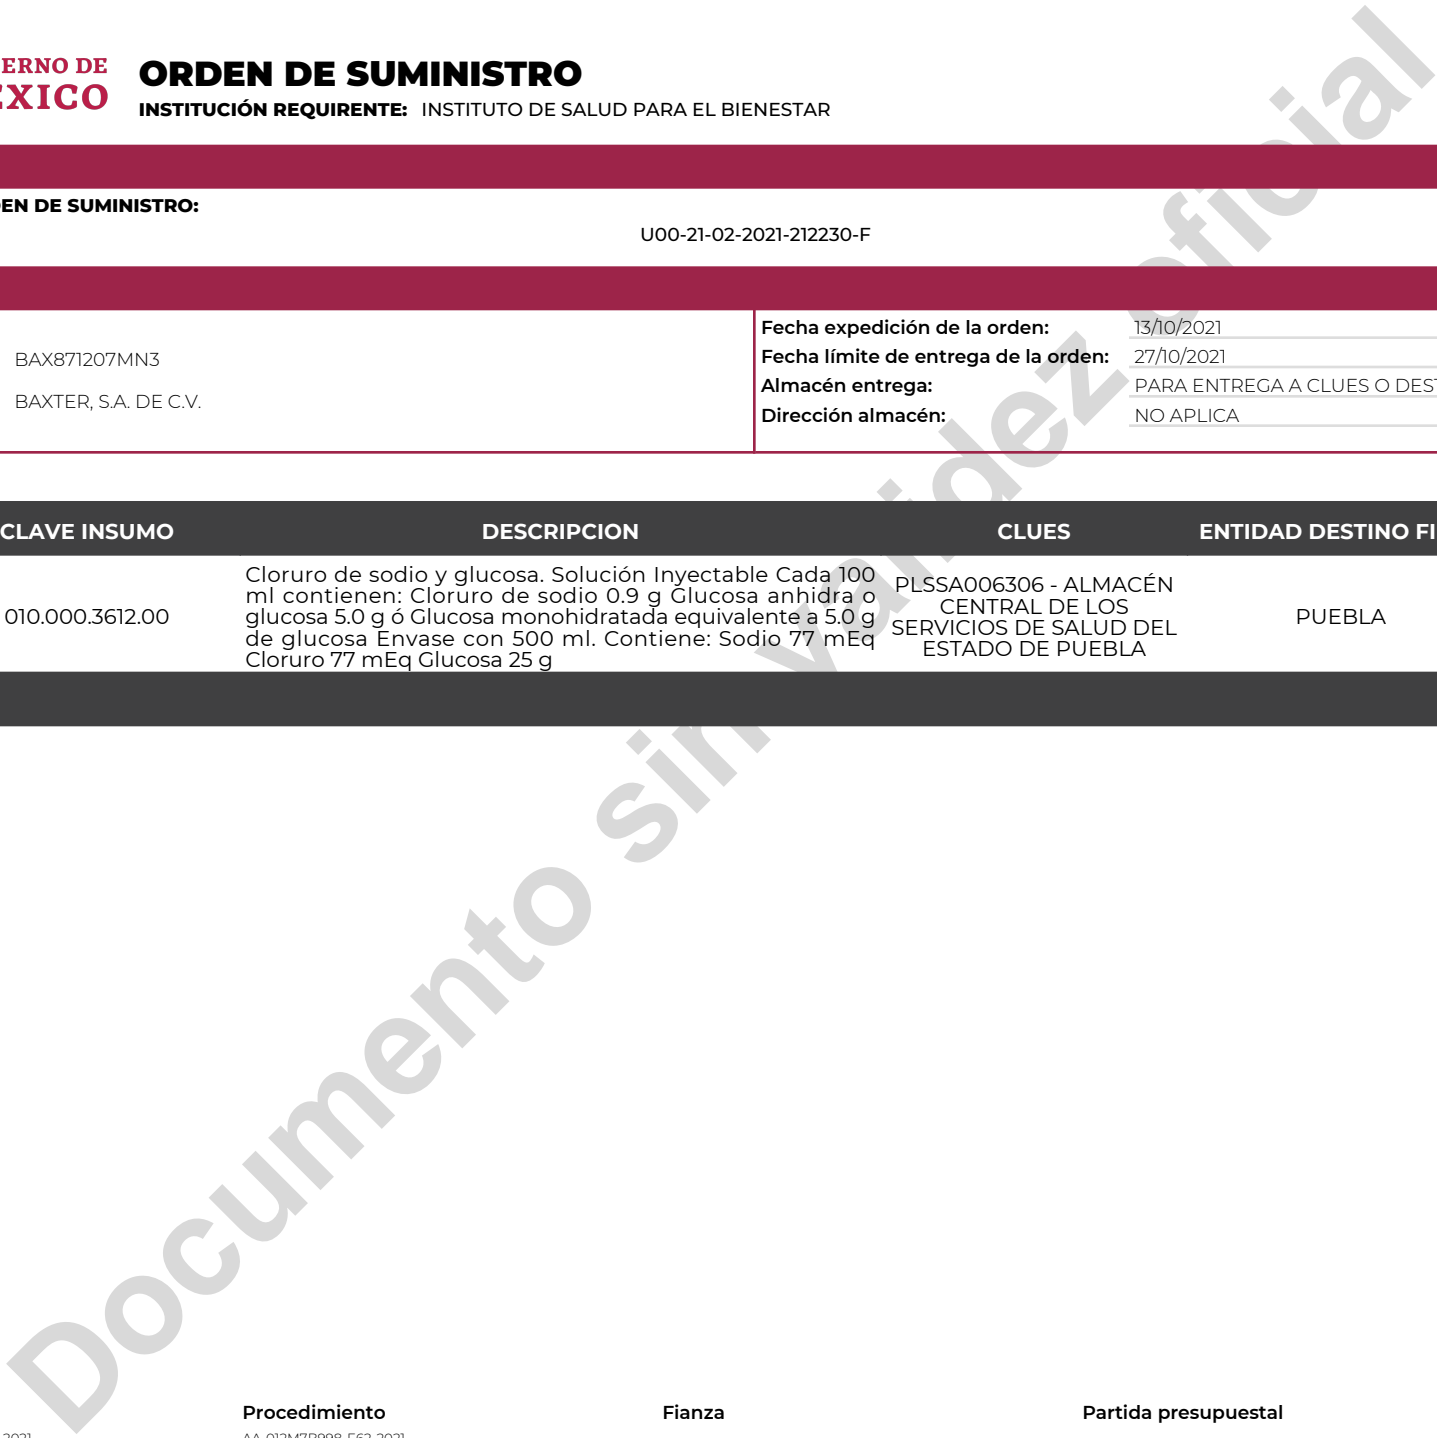 ERNO DE
ÉXICO
ORDEN DE SUMINISTRO
INSTITUCIÓN REQUIRENTE: INSTITUTO DE SALUD PARA EL BIENESTAR
EN DE SUMINISTRO:
U00-21-02-2021-212230-F
BAX871207MN3
BAXTER, S.A. DE C.V.
Fecha expedición de la orden: 13/10/2021
Fecha límite de entrega de la orden: 27/10/2021
Almacén entrega: PARA ENTREGA A CLUES O DEST
Dirección almacén: NO APLICA
CLAVE INSUMO DESCRIPCION CLUES ENTIDAD DESTINO FI
010.000.3612.00
Cloruro de sodio y glucosa. Solución Inyectable Cada 100
ml contienen: Cloruro de sodio 0.9 g Glucosa anhidra o
glucosa 5.0 g ó Glucosa monohidratada equivalente a 5.0 g
de glucosa Envase con 500 ml. Contiene: Sodio 77 mEq
Cloruro 77 mEq Glucosa 25 g
PLSSA006306 - ALMACÉN
CENTRAL DE LOS
SERVICIOS DE SALUD DEL
ESTADO DE PUEBLA
PUEBLA
Documento sin validez oficial
Procedimiento Fianza Partida presupuestal